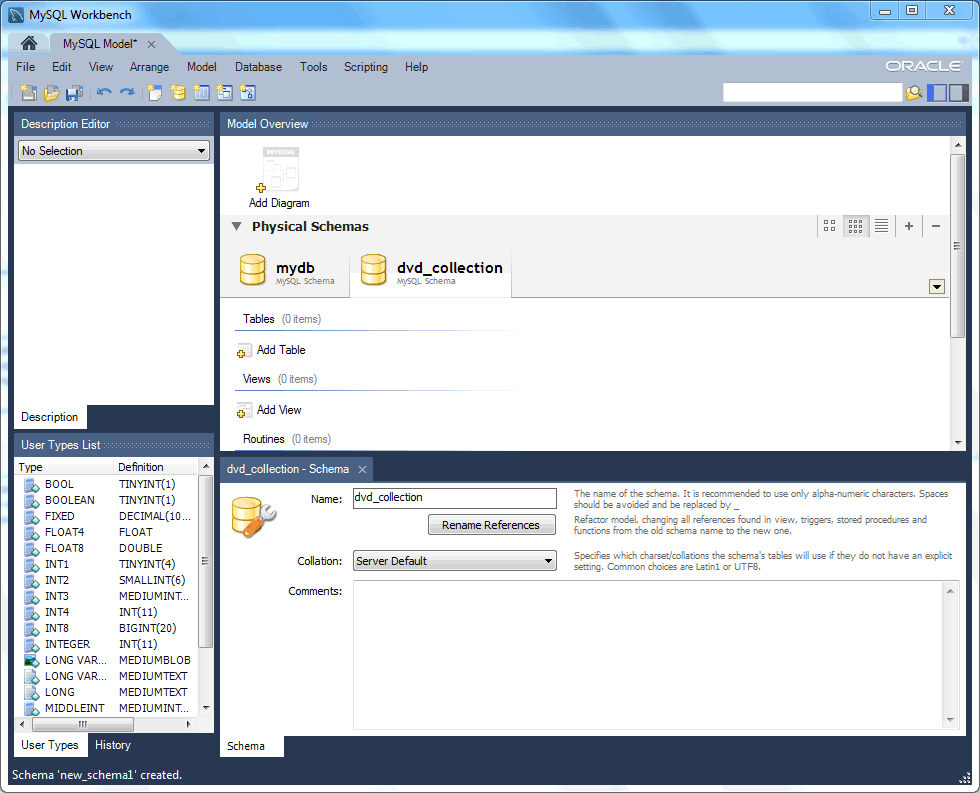 MySQL Workbench
MySQL Model*
File Edit View Arrange Model Database Tools Scripting Help
ORACLE
Description Editor
No Selection
Description
User Types List
Type Definition
BOOL TINYINT(1)
BOOLEAN TINYINT(1)
FIXED DECIMAL(10...
FLOAT4 FLOAT
FLOAT8 DOUBLE
INT1 TINYINT(4)
INT2 SMALLINT(6)
INT3 MEDIUMINT...
INT4 INT(11)
INT8 BIGINT(20)
INTEGER INT(11)
LONG VAR... MEDIUMBLOB
LONG VAR... MEDIUMTEXT
LONG MEDIUMTEXT
MIDDLEINT MEDIUMINT...
User Types History
Model Overview
PHYSICAL
Add Diagram
Physical Schemas
mydb
MySQL Schema
dvd_collection
MySQL Schema
Tables (0 items)
Add Table
Views (0 items)
Add View
Routines (0 items)
dvd_collection - Schema
Name: dvd_collection
The name of the schema. It is recommended to use only alpha-numeric characters. Spaces
should be avoided and be replaced by _
Rename References
Refactor model, changing all references found in view, triggers, stored procedures and
functions from the old schema name to the new one.
Collation: Server Default
Specifies which charset/collations the schema's tables will use if they do not have an explicit
setting. Common choices are Latin1 or UTF8.
Comments:
Schema
Schema 'new_schema1' created.